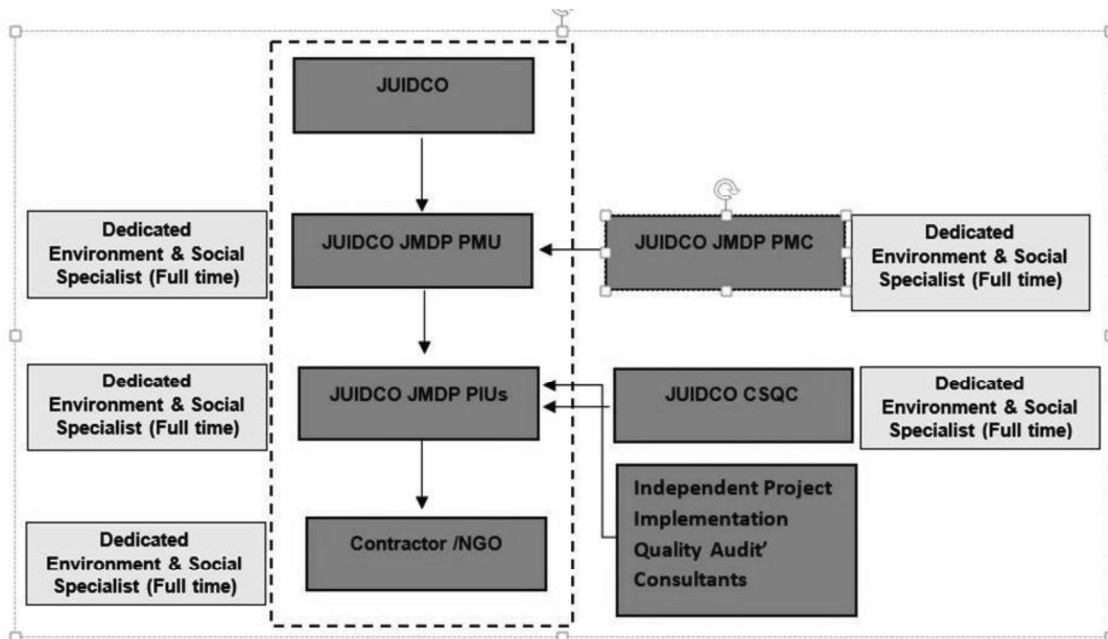 JUIDCO
Dedicated
Environment & Social
Specialist (Full time)
JUIDCO JMDP PMU
JUIDCO JMDP PMC
Dedicated
Environment & Social
Specialist (Full time)
Dedicated
Environment & Social
Specialist (Full time)
JUIDCO JMDP PIUs
JUIDCO CSQC
Dedicated
Environment & Social
Specialist (Full time)
Independent Project
Implementation
Quality Audit’
Consultants
Dedicated
Environment & Social
Specialist (Full time)
Contractor /NGO